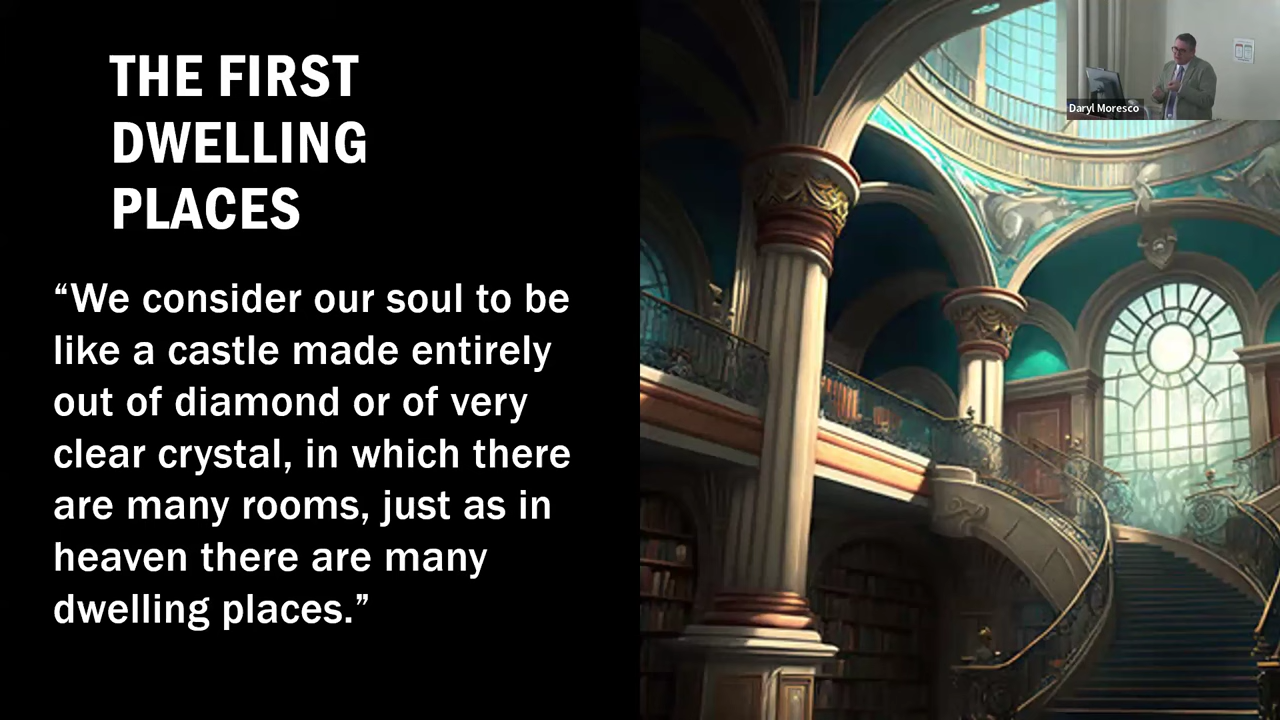 THE FIRST
DWELLING
PLACES
“We consider our soul to be
like a castle made entirely
out of diamond or of very
clear crystal, in which there
are many rooms, just as in
heaven there are many
dwelling places.”
Daryl Moresco